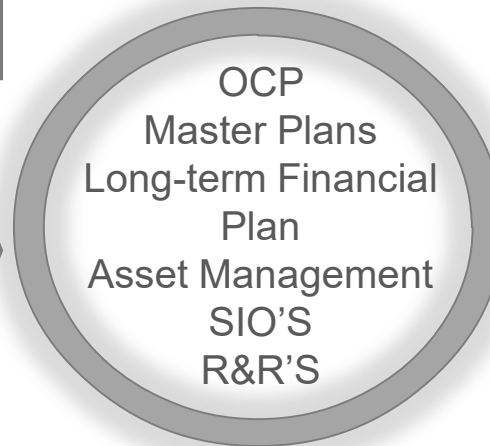 OCP
Master Plans
Long-term Financial
Plan
Asset Management
SIO’S
R&R’S